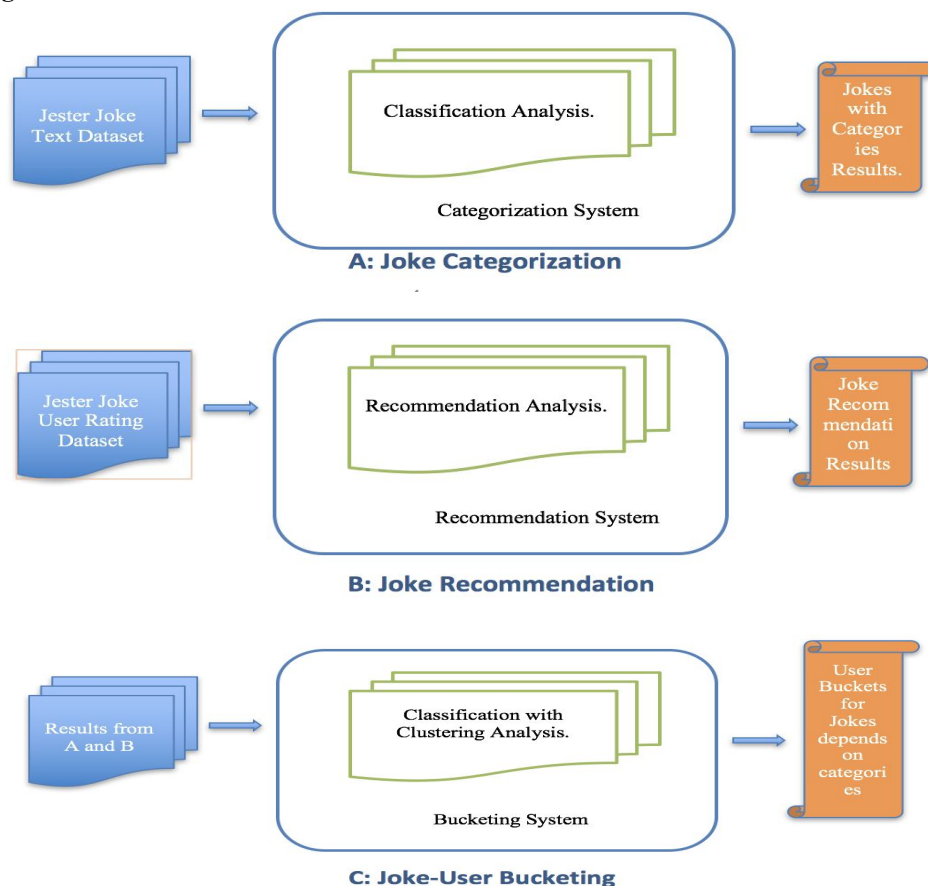 Jester Joke
Text Dataset
Classification Analysis.
Categorization System
Jokes
with
Categor
ies
Results.
A: Joke Categorization
Jester Joke
User Rating
Dataset
Recommendation Analysis.
Recommendation System
Joke
Recom
mendati
on
Results
B: Joke Recommendation
Results from
A and B
Classification with
Clustering Analysis.
Bucketing System
User
Buckets
for
Jokes
depends
on
categori
es
C: Joke-User Bucketing